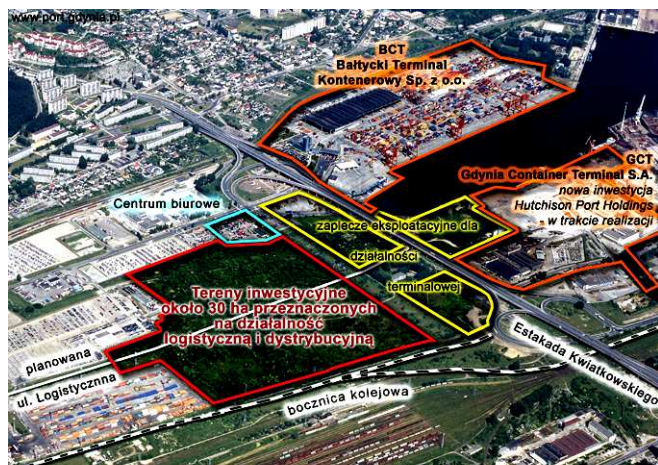 www.port.gdynia.pl
BCT
Bałtycki Terminal
Kontenerowy Sp. z o.o.
GCT
Gdynia Container Terminal S.A.
nowa inwestycja
Hutchison Port Holdings
- w trakcie realizacji
Centrum biurowe
zaplecze eksploatacyjne dla
działalności
terminalowej
Tereny inwestycyjne
około 30 ha przeznaczonych
na działalność
logistyczną i dystrybucyjną
Estakada Kwiatkowskiego
planowana
ul. Logistycznna
bocznica kolejowa